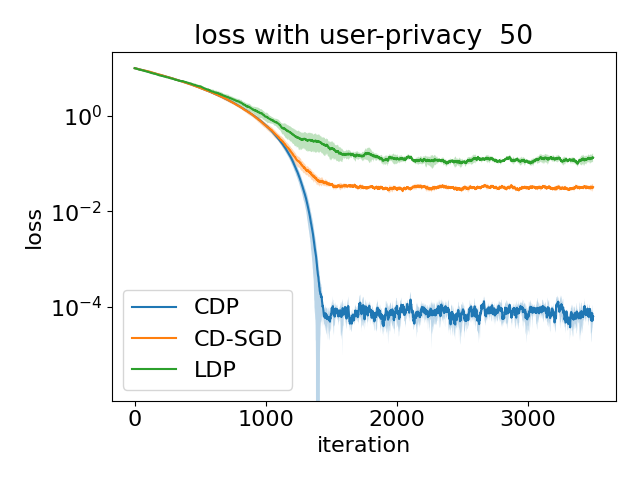 loss with user-privacy  50
10^0
10^-2
10^-4
loss
CDP
CD-SGD
LDP
0 1000 2000 3000
iteration